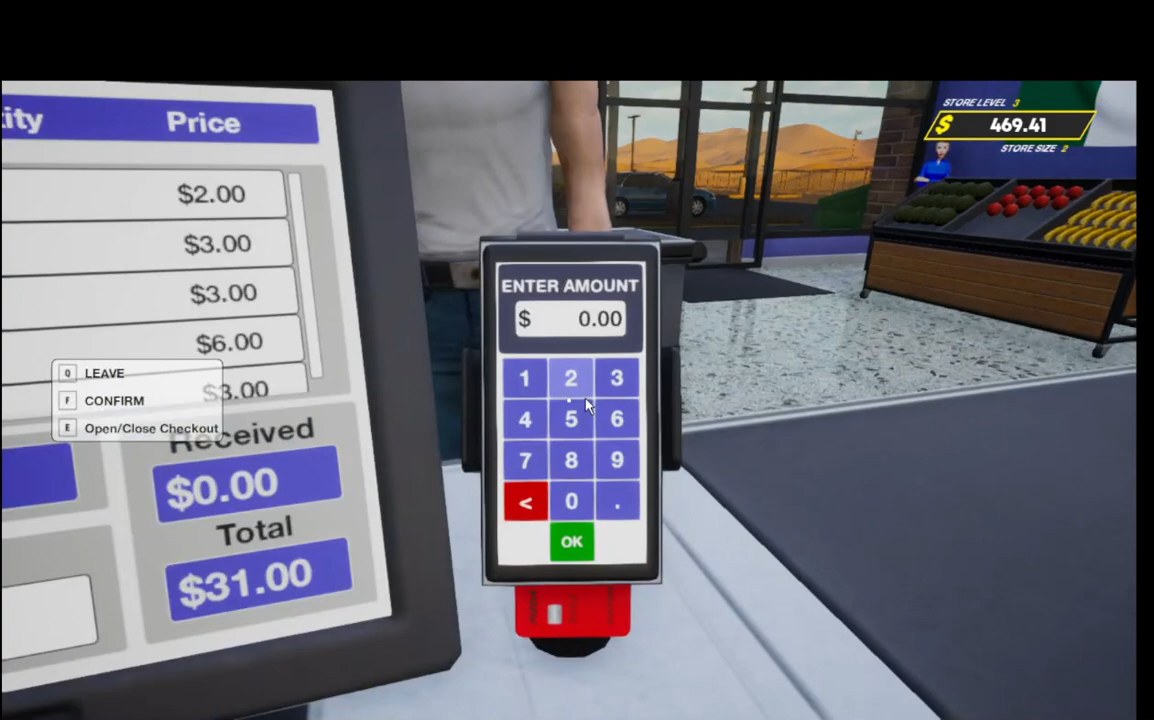 ity Price
$2.00
$3.00
$3.00
$6.00
$3.00
Q LEAVE
F CONFIRM
E Open/Close Checkout
Received
$0.00
Total
$31.00
ENTER AMOUNT
$ 0.00
1 2 3
4 5 6
7 8 9
< 0 .
OK
STORE LEVEL 3
$ 469.41
STORE SIZE 2